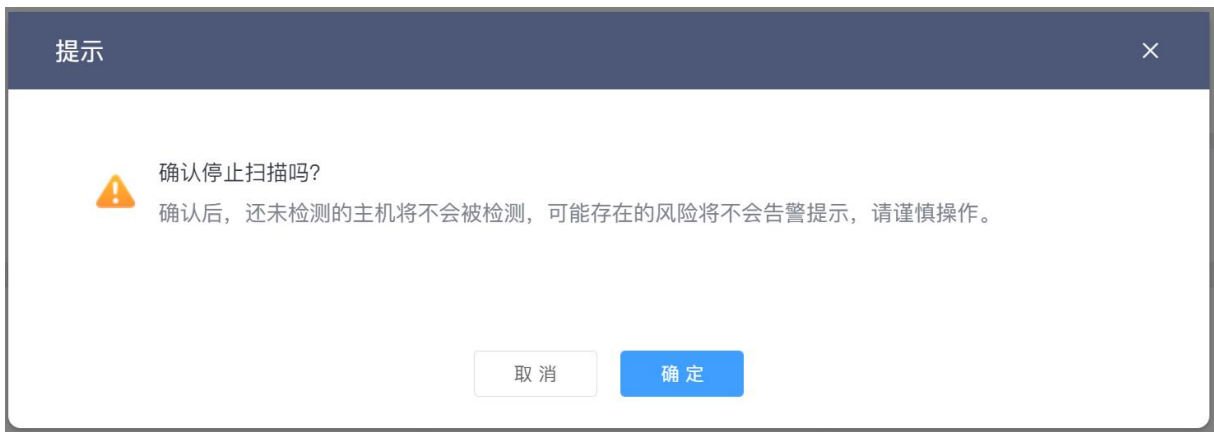 提示
确认停止扫描吗?
确认后，还未检测的主机将不会被检测，可能存在的风险将不会告警提示，请谨慎操作。
取 消
确 定